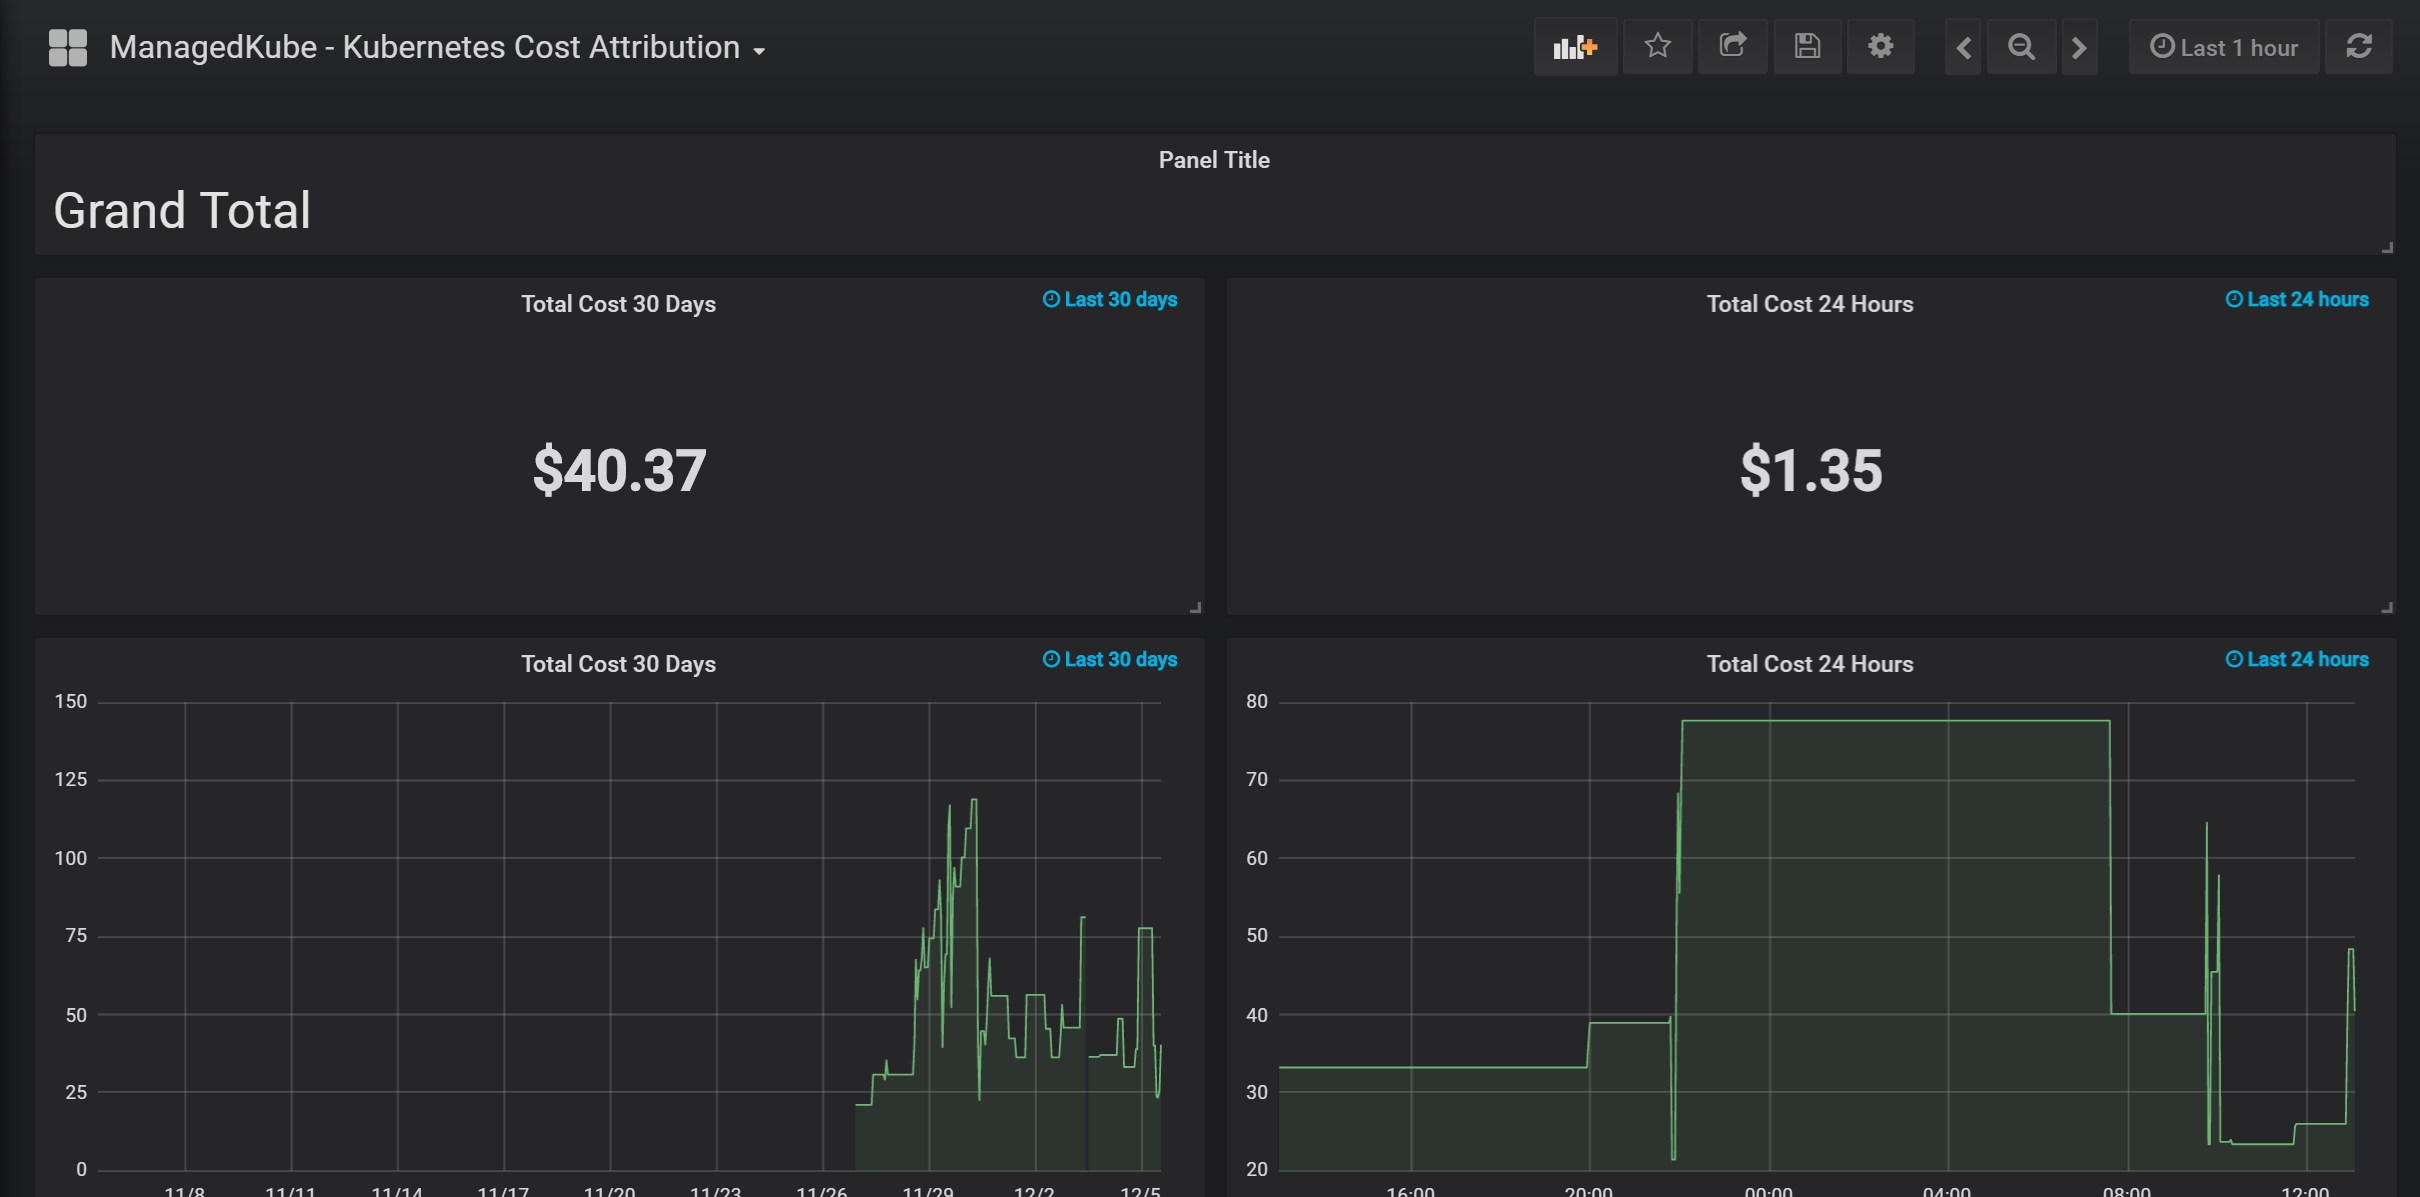 ManagedKube - Kubernetes Cost Attribution
Last 1 hour
Panel Title
Grand Total
Total Cost 30 Days
Last 30 days
Total Cost 24 Hours
Last 24 hours
$40.37
$1.35
Total Cost 30 Days
Last 30 days
Total Cost 24 Hours
Last 24 hours
150
125
100
75
50
25
0
11/8 11/11 11/14 11/17 11/20 11/23 11/26 11/29 12/2 12/5
80
70
60
50
40
30
20
16:00 20:00 00:00 04:00 08:00 12:00